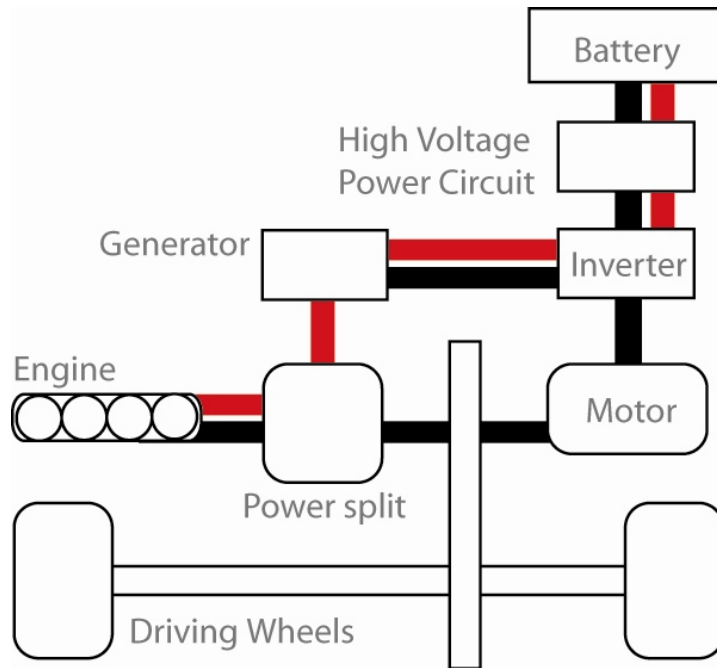 Battery
High Voltage
Power Circuit
Generator
Inverter
Engine
Motor
Power split
Driving Wheels